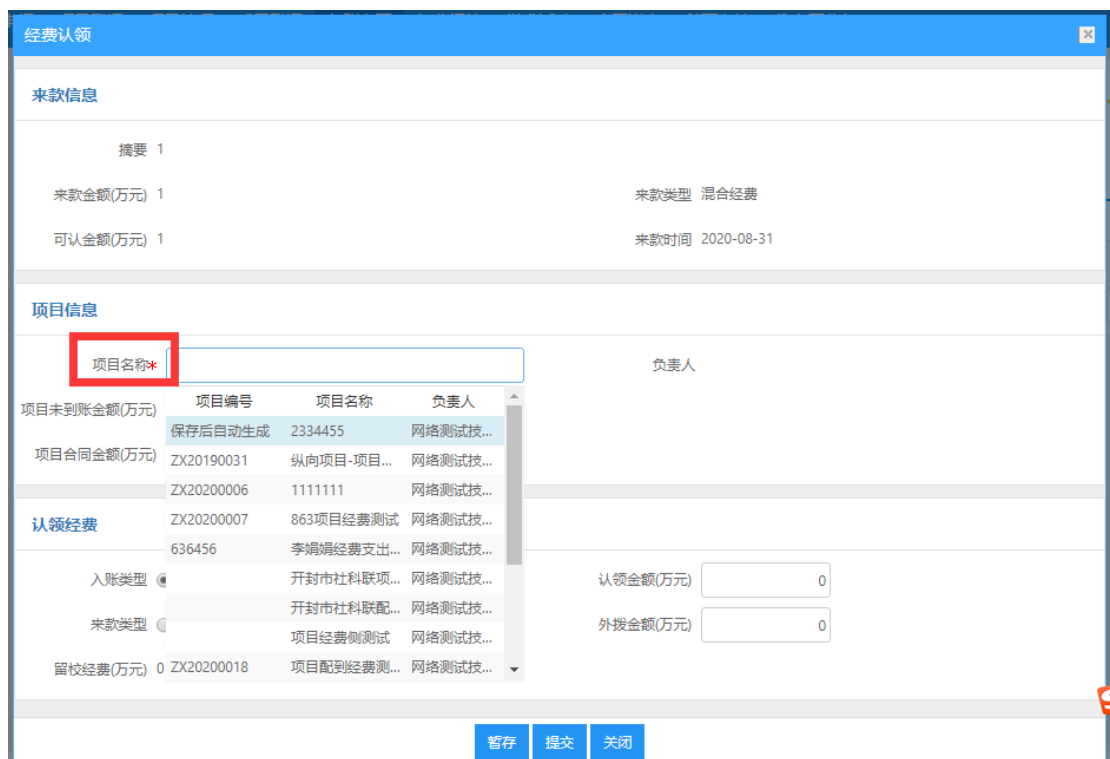 经费认领
来款信息
摘要 1
来款金额(万元) 1 来款类型 混合经费
可认金额(万元) 1 来款时间 2020-08-31
项目信息
项目名称* 负责人
项目未到账金额(万元)
项目合同金额(万元)
项目编号 项目名称 负责人
保存后自动生成 2334455 网络测试技...
ZX20190031 纵向项目-项目... 网络测试技...
ZX20200006 1111111 网络测试技...
ZX20200007 863项目经费测试 网络测试技...
636456 李娟娟经费支出... 网络测试技...
开封市社科联项... 网络测试技...
开封市社科联配... 网络测试技...
项目经费侧测试 网络测试技...
ZX20200018 项目配到经费测... 网络测试技...
认领经费
入账类型 认领金额(万元) 0
来款类型 外拨金额(万元) 0
留校经费(万元) 0
暂存 提交 关闭